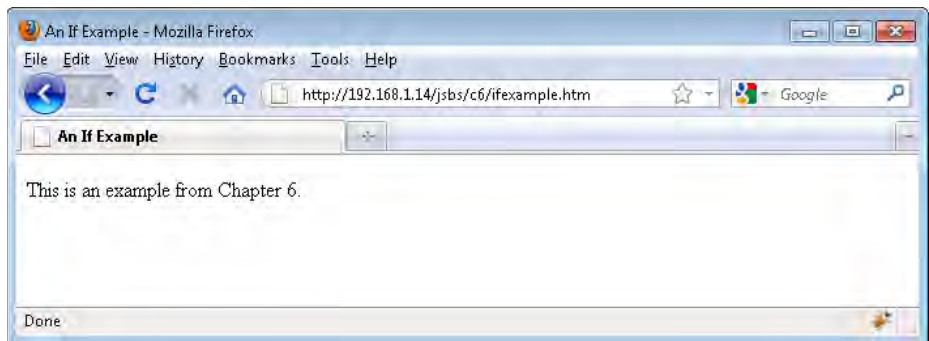 An If Example - Mozilla Firefox
File Edit View History Bookmarks Tools Help
http://192.168.1.14/jsbs/c6/ifexample.htm Google
An If Example
This is an example from Chapter 6.
Done